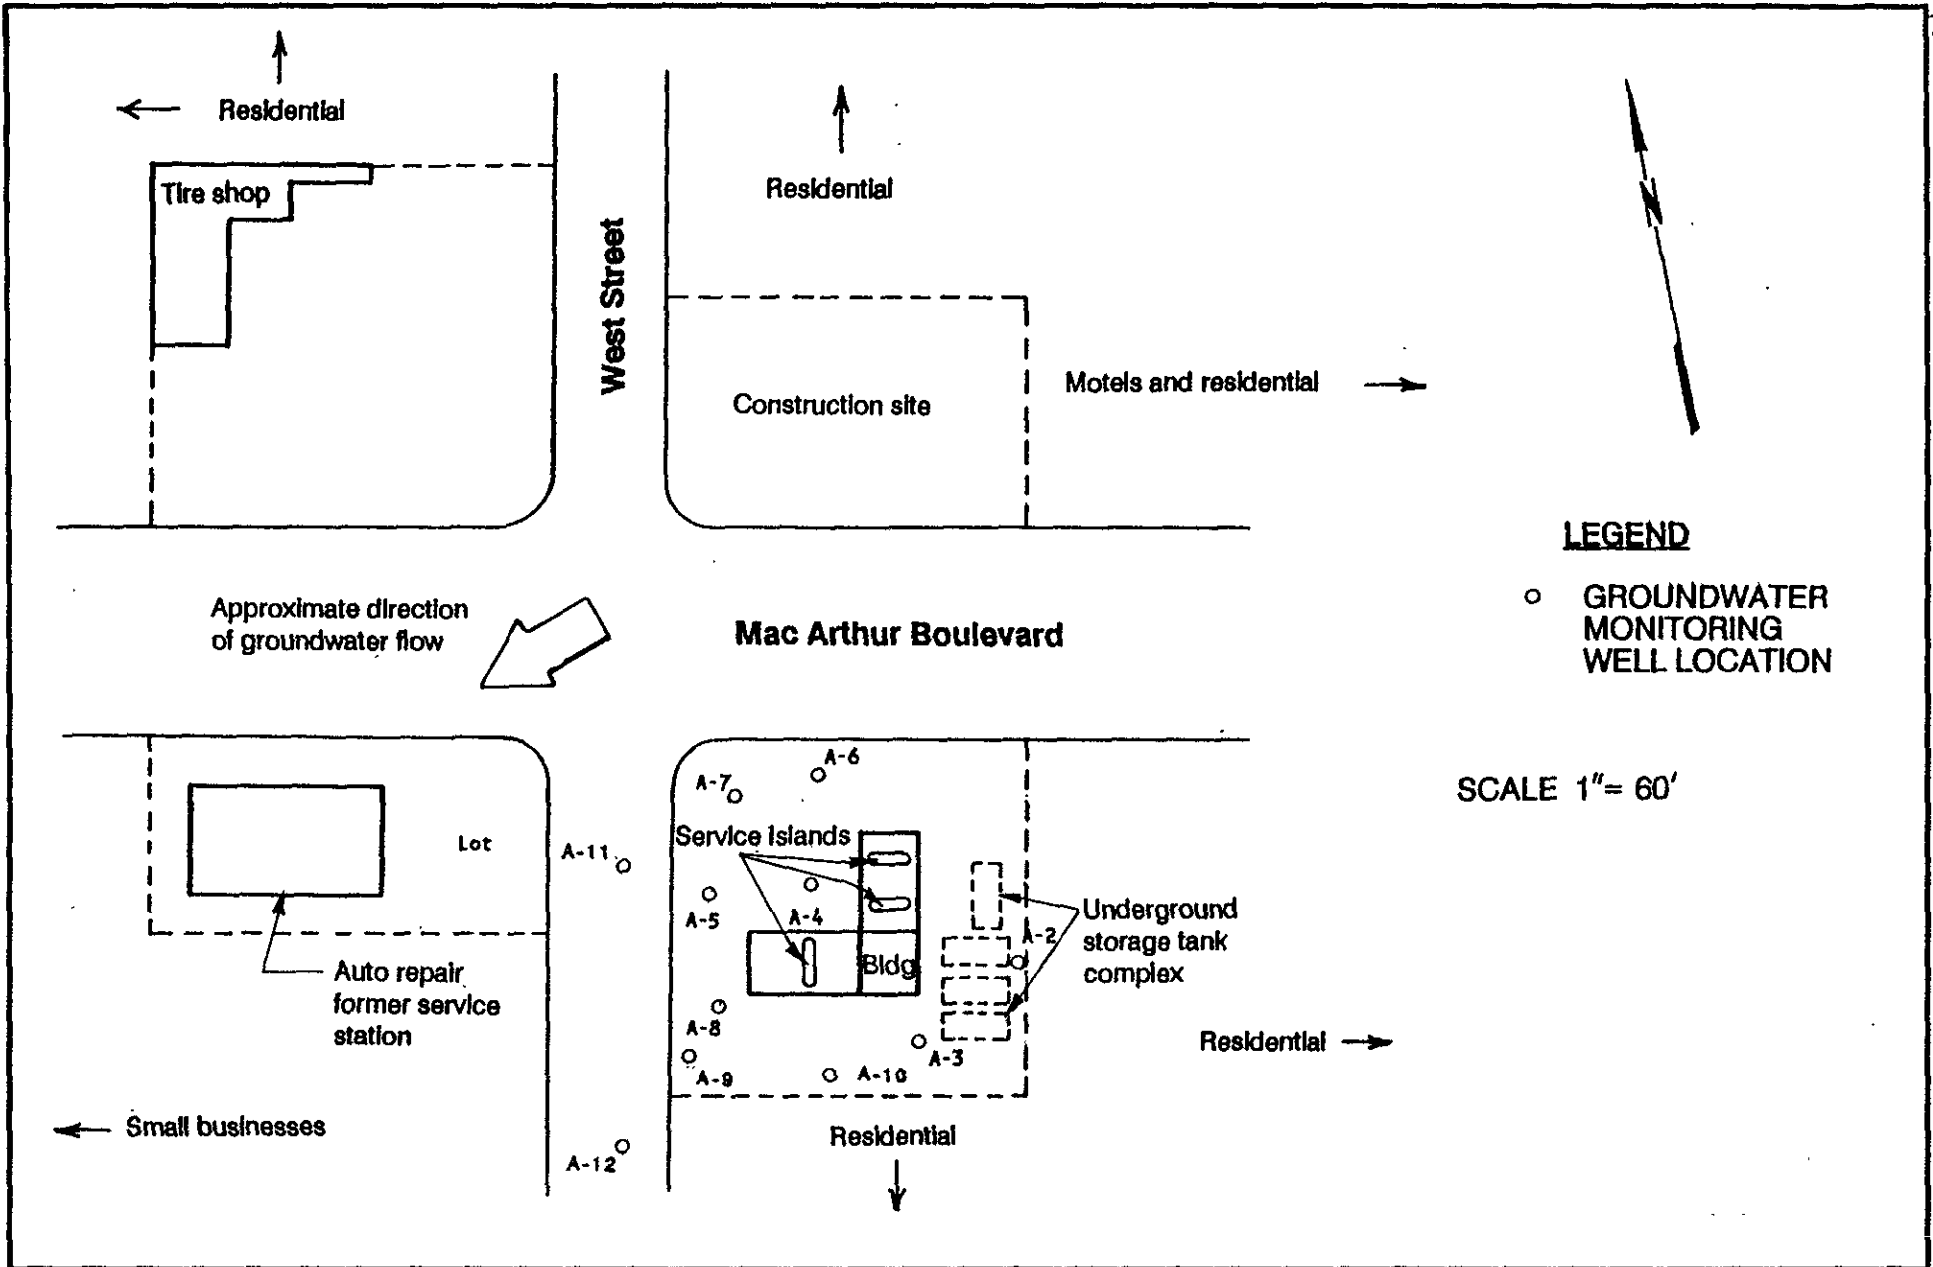 Residential
Tire shop
Residential
West Street
Construction site
Motels and residential
N
LEGEND
GROUNDWATER
MONITORING
WELL LOCATION
Approximate direction
of groundwater flow
Mac Arthur Boulevard
SCALE 1"= 60'
A-6
A-7
Service Islands
Lot
A-11
A-5
A-4
Underground
storage tank
complex
A-2
Bldg
Auto repair
former service
station
A-8
A-3
A-9
A-10
Residential
Small businesses
Residential
A-12